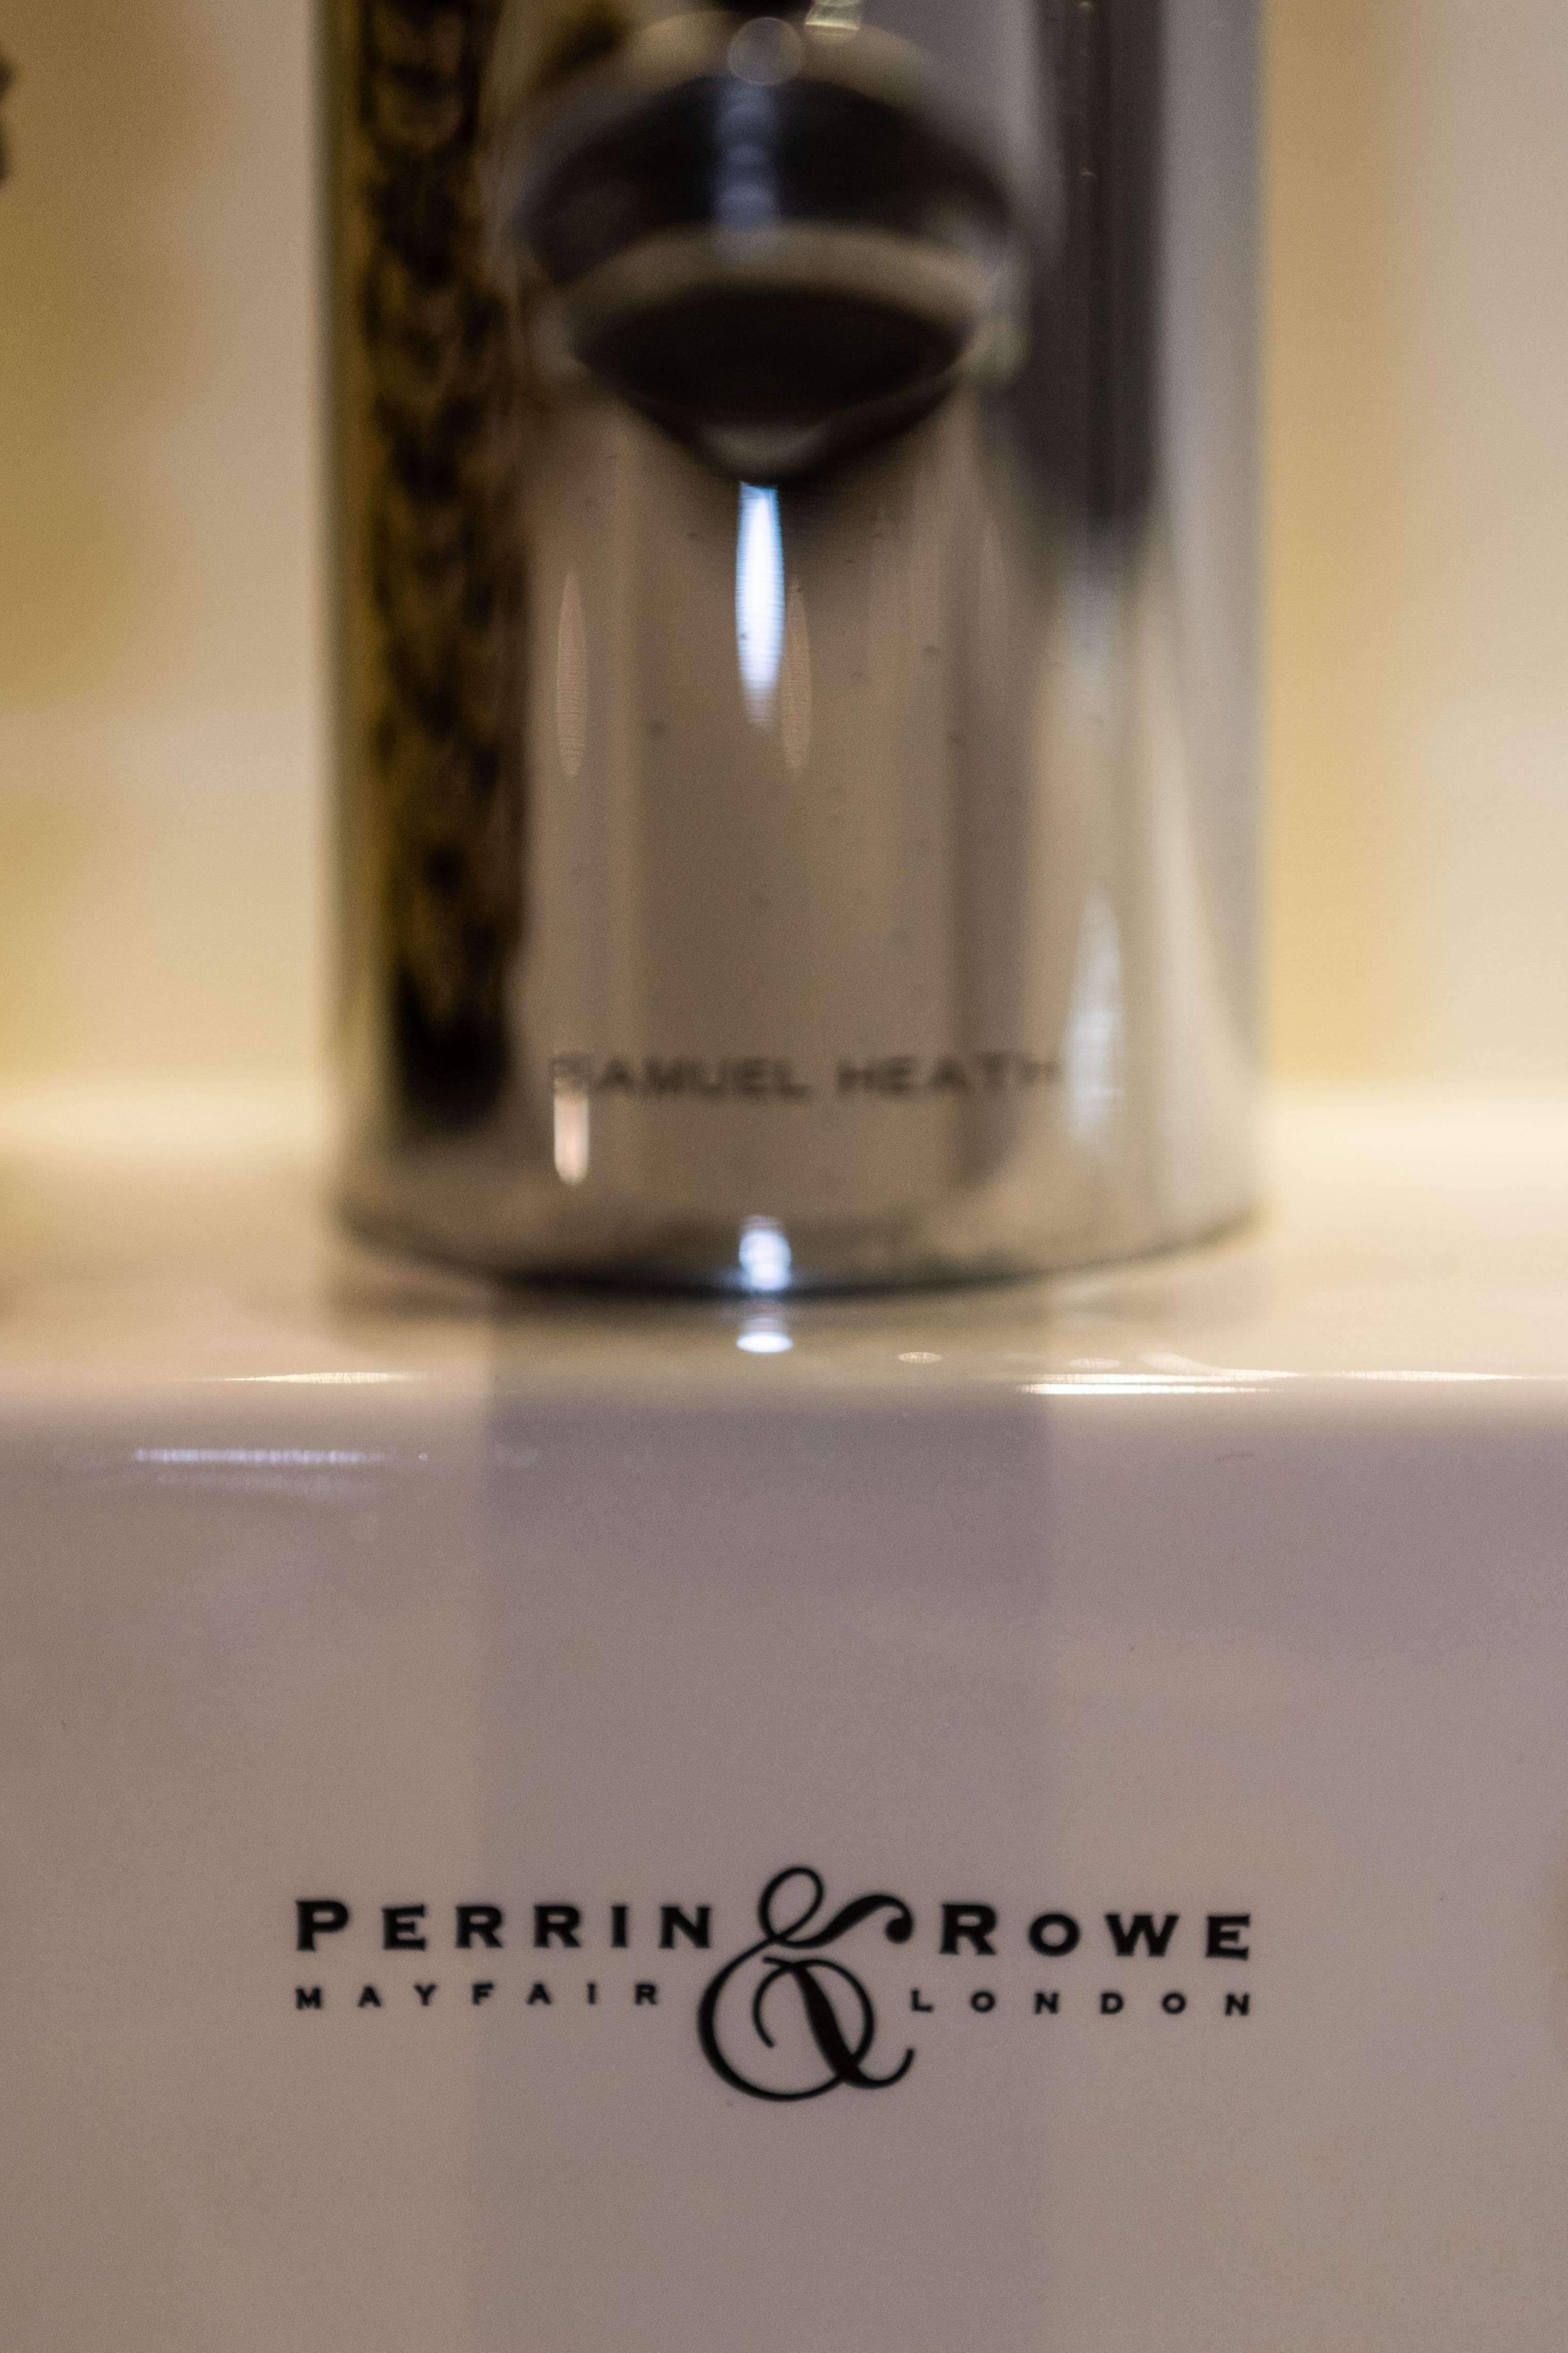 SAMUEL HEATH
PERRIN & ROWE
MAYFAIR LONDON